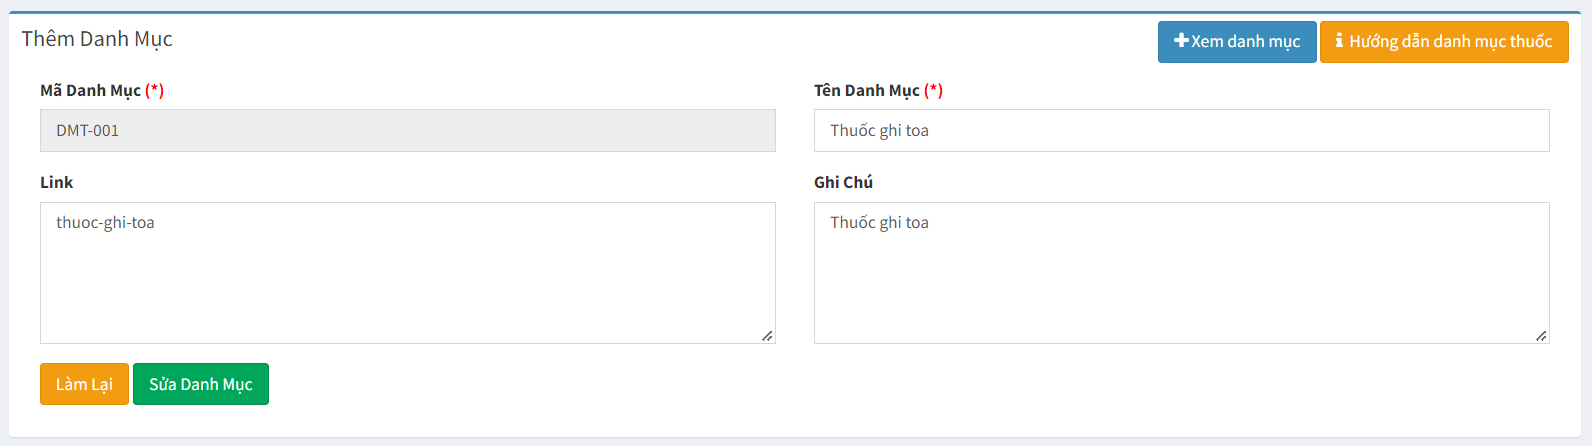 Thêm Danh Mục
Xem danh mục
Hướng dẫn danh mục thuốc
Mã Danh Mục (*)
Tên Danh Mục (*)
DMT-001
Thuốc ghi toa
Link
Ghi Chú
thuoc-ghi-toa
Thuốc ghi toa
Làm Lại
Sửa Danh Mục